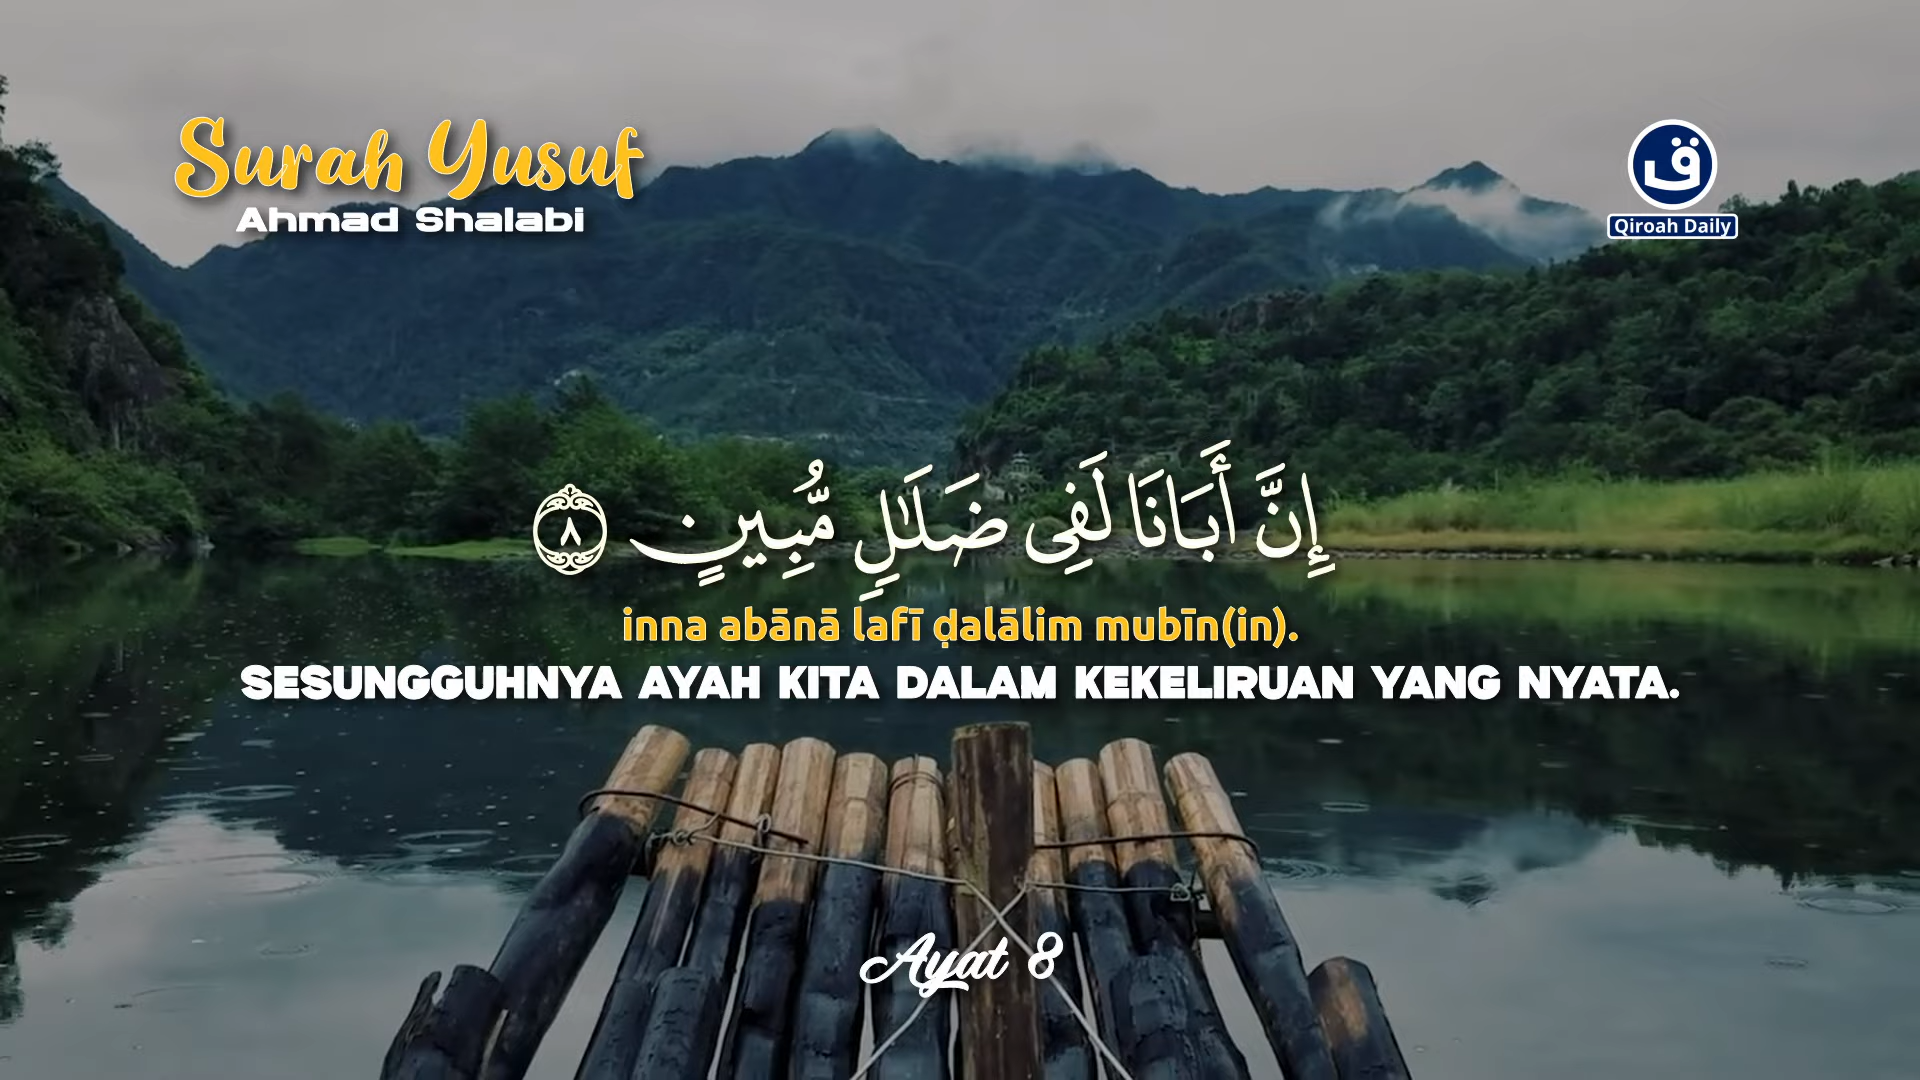 Surah Yusuf
Ahmad Shalabi
ق
Qiroah Daily
إِنَّ أَبَانَا لَفِى ضَلَـٰلٍ مُّبِينٍ ٨
inna abānā lafī ḍalālim mubīn(in).
SESUNGGUHNYA AYAH KITA DALAM KEKELIRUAN YANG NYATA.
Ayat 8